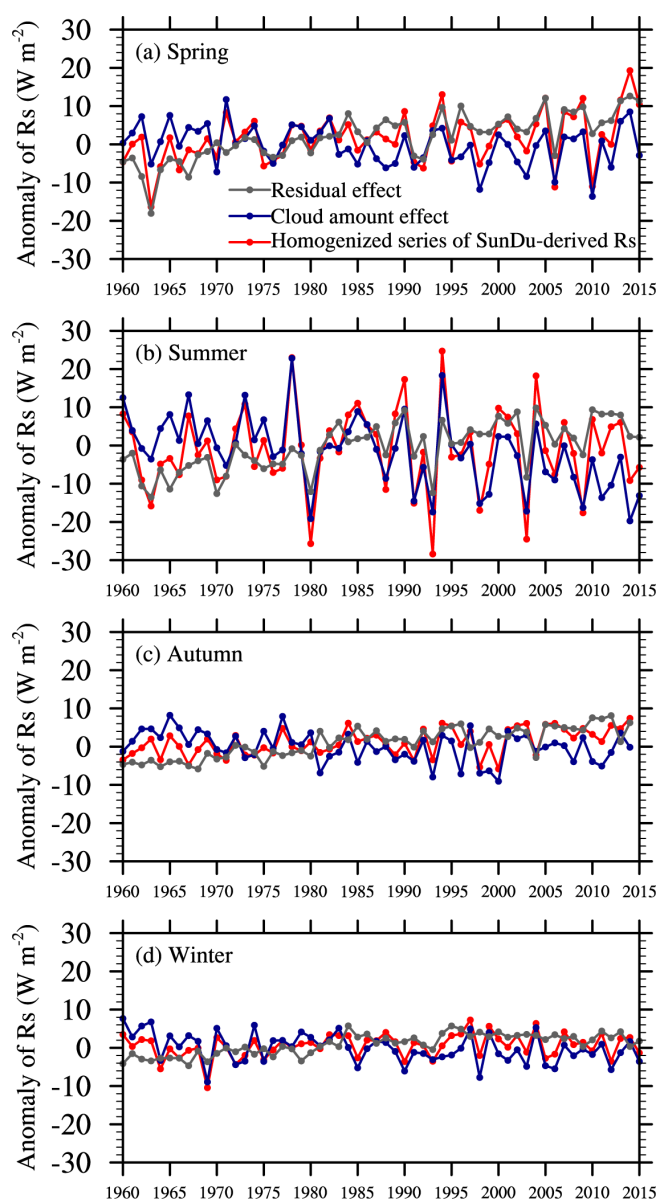 30
20
10
0
-10
-20
-30
Anomaly of Rs (W m⁻²)
(a) Spring
Residual effect
Cloud amount effect
Homogenized series of SunDu-derived Rs
1960 1965 1970 1975 1980 1985 1990 1995 2000 2005 2010 2015
30
20
10
0
-10
-20
-30
Anomaly of Rs (W m⁻²)
(b) Summer
1960 1965 1970 1975 1980 1985 1990 1995 2000 2005 2010 2015
30
20
10
0
-10
-20
-30
Anomaly of Rs (W m⁻²)
(c) Autumn
1960 1965 1970 1975 1980 1985 1990 1995 2000 2005 2010 2015
30
20
10
0
-10
-20
-30
Anomaly of Rs (W m⁻²)
(d) Winter
1960 1965 1970 1975 1980 1985 1990 1995 2000 2005 2010 2015